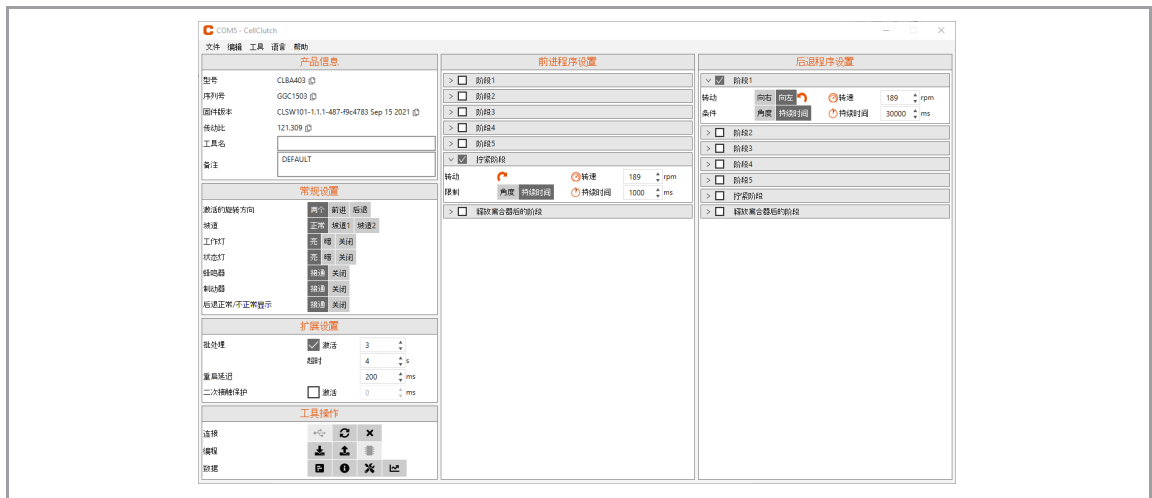 COM5 - CellClutch
文件 编辑 工具 语言 帮助
产品信息
型号 CLBA403
序列号 GGC1503
固件版本 CLSW101-1.1.1-487-f9c4783 Sep 15 2021
传动比 121.309
工具名
备注 DEFAULT
常规设置
激活的旋转方向 两个 前进 后退
坡道 正常 坡道1 坡道2
工作灯 亮 暗 关闭
状态灯 亮 暗 关闭
蜂鸣器 接通 关闭
制动器 接通 关闭
后退正常/不正常显示 接通 关闭
扩展设置
批处理 激活 3
超时 4 s
重启延迟 200 ms
二次接触保护 激活 0 ms
工具操作
连接
编程
数据
前进程序设置
阶段1
阶段2
阶段3
阶段4
阶段5
拧紧阶段
转动 转速 189 rpm
限制 角度 持续时间 持续时间 1000 ms
释放离合器后的阶段
后退程序设置
阶段1
转动 向右 向左 转速 189 rpm
条件 角度 持续时间 持续时间 30000 ms
阶段2
阶段3
阶段4
阶段5
拧紧阶段
释放离合器后的阶段